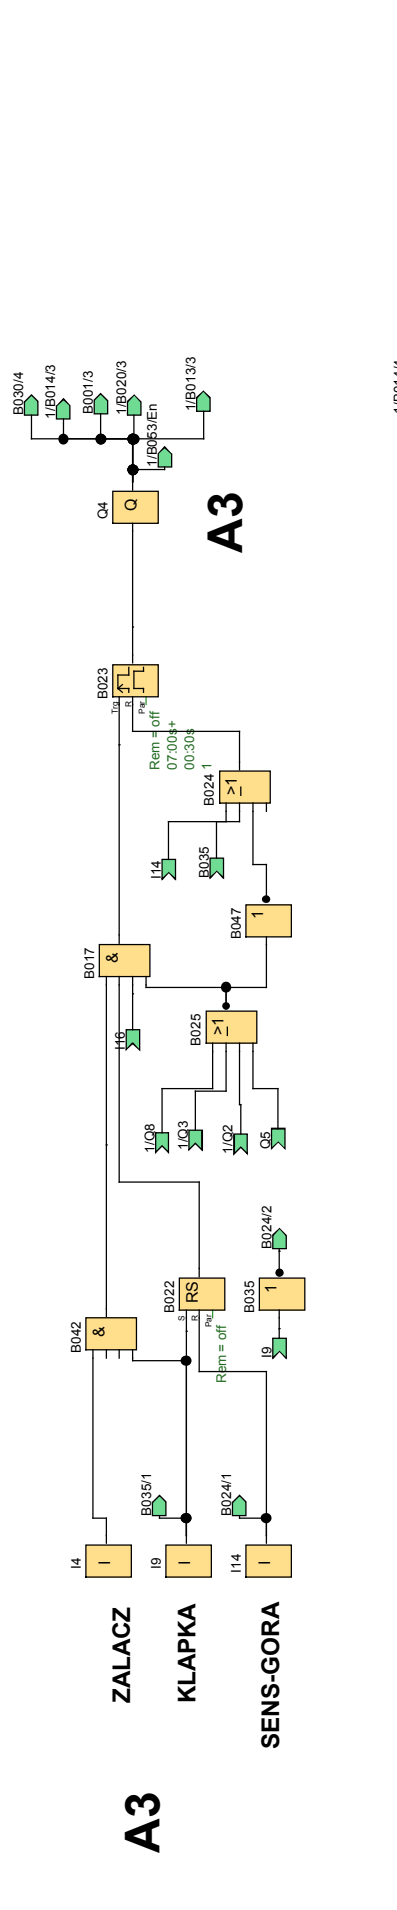 A3
ZALACZ
KLAPKA
SENS-GORA
I4
I
I9
I
I14
I
B035/1
B024/1
B042
&
B022
RS
S
R
Par
Rem = off
B035
1
I9
B024/2
1/Q8
1/Q3
1/Q2
Q5
B025
>1
B017
&
I16
B047
1
I14
B035
B024
>1
1
B023
Trg
R
Par
Rem = off
07:00s+
00:30s
Q4
Q
A3
B030/4
1/B014/3
B001/3
1/B020/3
1/B053/En
1/B013/3